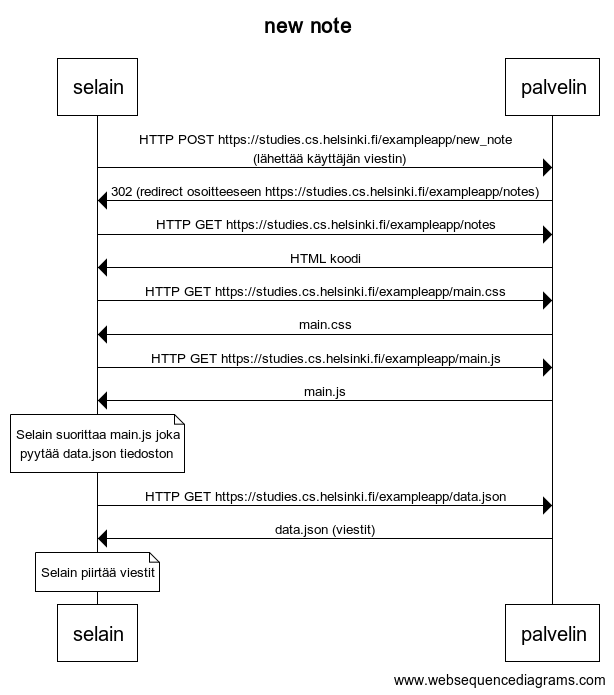 new note
selain
palvelin
HTTP POST https://studies.cs.helsinki.fi/exampleapp/new_note
(lähettää käyttäjän viestin)
302 (redirect osoitteeseen https://studies.cs.helsinki.fi/exampleapp/notes)
HTTP GET https://studies.cs.helsinki.fi/exampleapp/notes
HTML koodi
HTTP GET https://studies.cs.helsinki.fi/exampleapp/main.css
main.css
HTTP GET https://studies.cs.helsinki.fi/exampleapp/main.js
main.js
Selain suorittaa main.js joka
pyytää data.json tiedoston
HTTP GET https://studies.cs.helsinki.fi/exampleapp/data.json
data.json (viestit)
Selain piirtää viestit
selain
palvelin
www.websequencediagrams.com